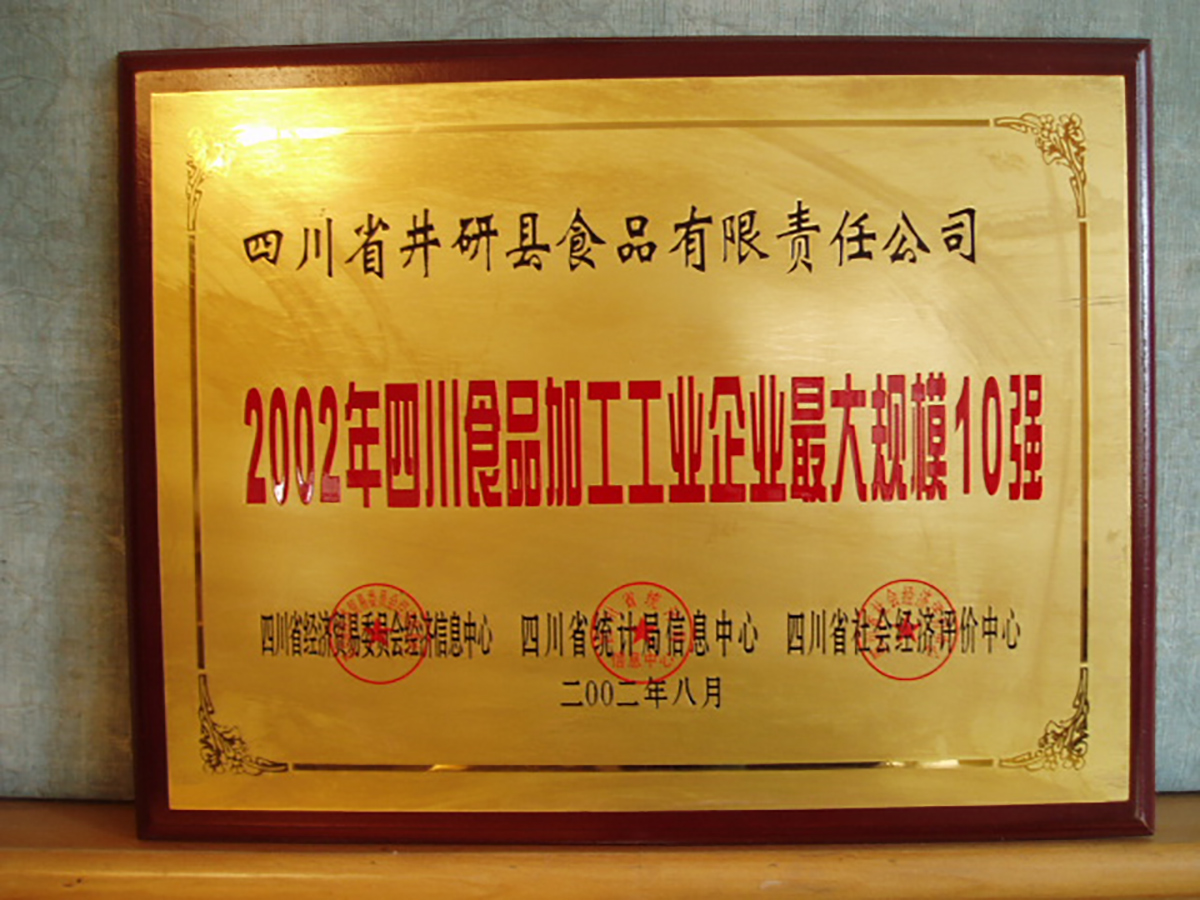 四川省井研县食品有限责任公司
2002年四川食品加工工业企业最大规模10强
四川省经济贸易委员会经济信息中心 四川省统计局信息中心 四川省社会经济评价中心
信息中心
二00二年八月